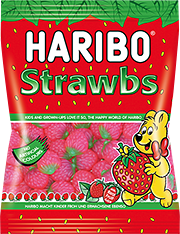 HARIBO
Strawbs
KIDS AND GROWN-UPS LOVE IT SO, THE HAPPY WORLD OF HARIBO
HARIBO MACHT KINDER FROH UND ERWACHSENE EBENSO